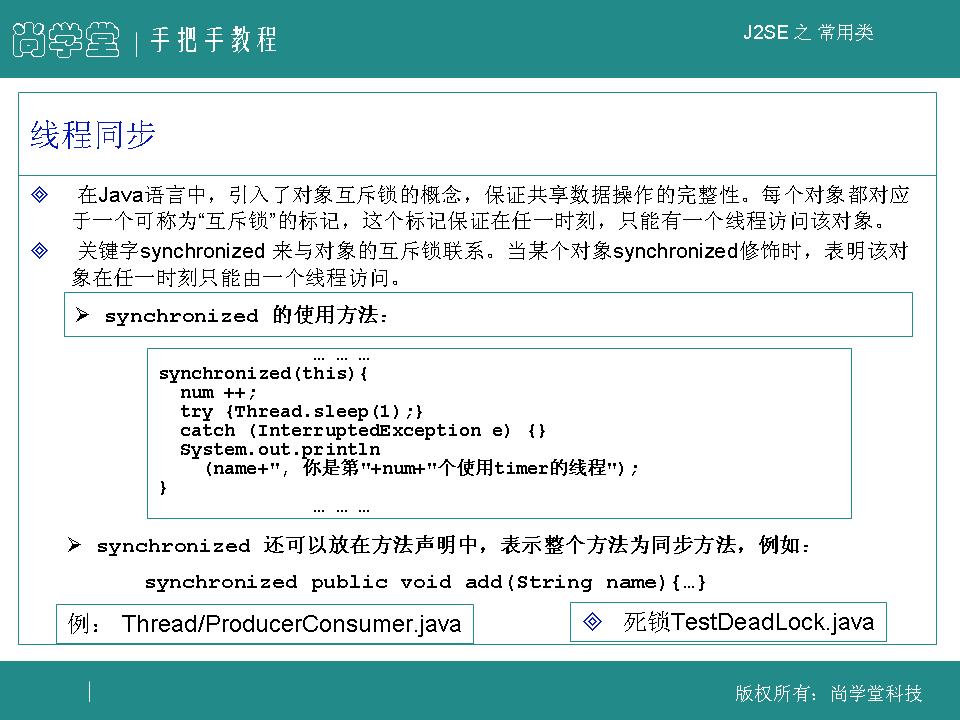 尚学堂 | 手把手教程
J2SE 之 常用类
线程同步
在Java语言中，引入了对象互斥锁的概念，保证共享数据操作的完整性。每个对象都对应
于一个可称为“互斥锁”的标记，这个标记保证在任一时刻，只能有一个线程访问该对象。
关键字synchronized 来与对象的互斥锁联系。当某个对象synchronized修饰时，表明该对
象在任一时刻只能由一个线程访问。
synchronized 的使用方法：
… … …
synchronized(this){
num ++;
try {Thread.sleep(1);}
catch (InterruptedException e) {}
System.out.println
(name+", 你是第"+num+"个使用timer的线程");
}
… … …
synchronized 还可以放在方法声明中，表示整个方法为同步方法，例如：
synchronized public void add(String name){…}
例： Thread/ProducerConsumer.java
死锁TestDeadLock.java
版权所有：尚学堂科技